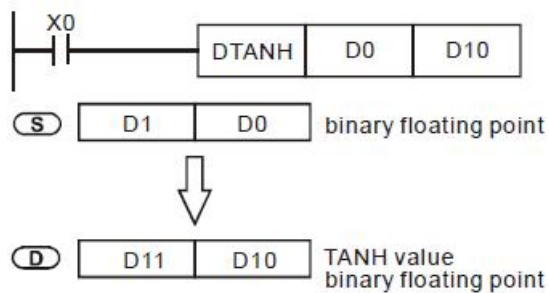 X0
DTANH D0 D10
S D1 D0 binary floating point
D D11 D10 TANH value
binary floating point